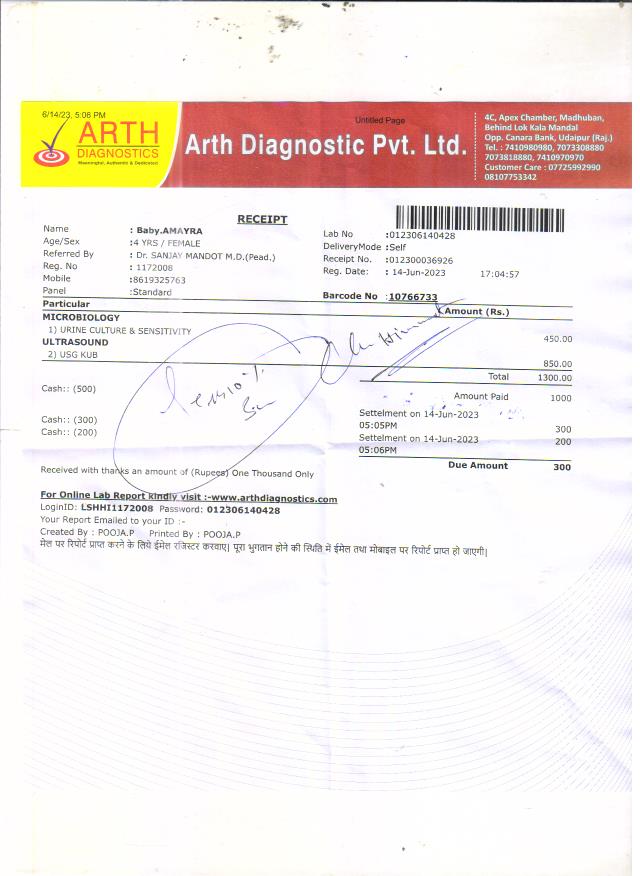 6/14/23, 5:06 PM
Untitled Page
ARTH
DIAGNOSTICS
Meaningful, Authentic & Dedicated
Arth Diagnostic Pvt. Ltd.
4C, Apex Chamber, Madhuban,
Behind Lok Kala Mandal
Opp. Canara Bank, Udaipur (Raj.)
Tel. : 7410980980, 7073308880
7073818880, 7410970970
Customer Care : 07725992990
08107753342
RECEIPT
Name : Baby.AMAYRA
Age/Sex :4 YRS / FEMALE
Referred By : Dr. SANJAY MANDOT M.D.(Pead.)
Reg. No : 1172008
Mobile :8619325763
Panel :Standard
Lab No :012306140428
DeliveryMode :Self
Receipt No. :012300036926
Reg. Date: : 14-Jun-2023 17:04:57
Barcode No :10766733
Particular Amount (Rs.)
MICROBIOLOGY
1) URINE CULTURE & SENSITIVITY 450.00
ULTRASOUND
2) USG KUB 850.00
Total 1300.00
Cash:: (500) Amount Paid 1000
Cash:: (300) Settelment on 14-Jun-2023 05:05PM 300
Cash:: (200) Settelment on 14-Jun-2023 05:06PM 200
Due Amount 300
Received with thanks an amount of (Rupees) One Thousand Only
For Online Lab Report kindly visit :-www.arthdiagnostics.com
LoginID: LSHHI1172008 Password: 012306140428
Your Report Emailed to your ID :-
Created By : POOJA.P Printed By : POOJA.P
मेल पर रिपोर्ट प्राप्त करने के लिये ईमेल रजिस्टर करवाए। पूरा भुगतान होने की स्थिति में ईमेल तथा मोबाइल पर रिपोर्ट प्राप्त हो जाएगी।